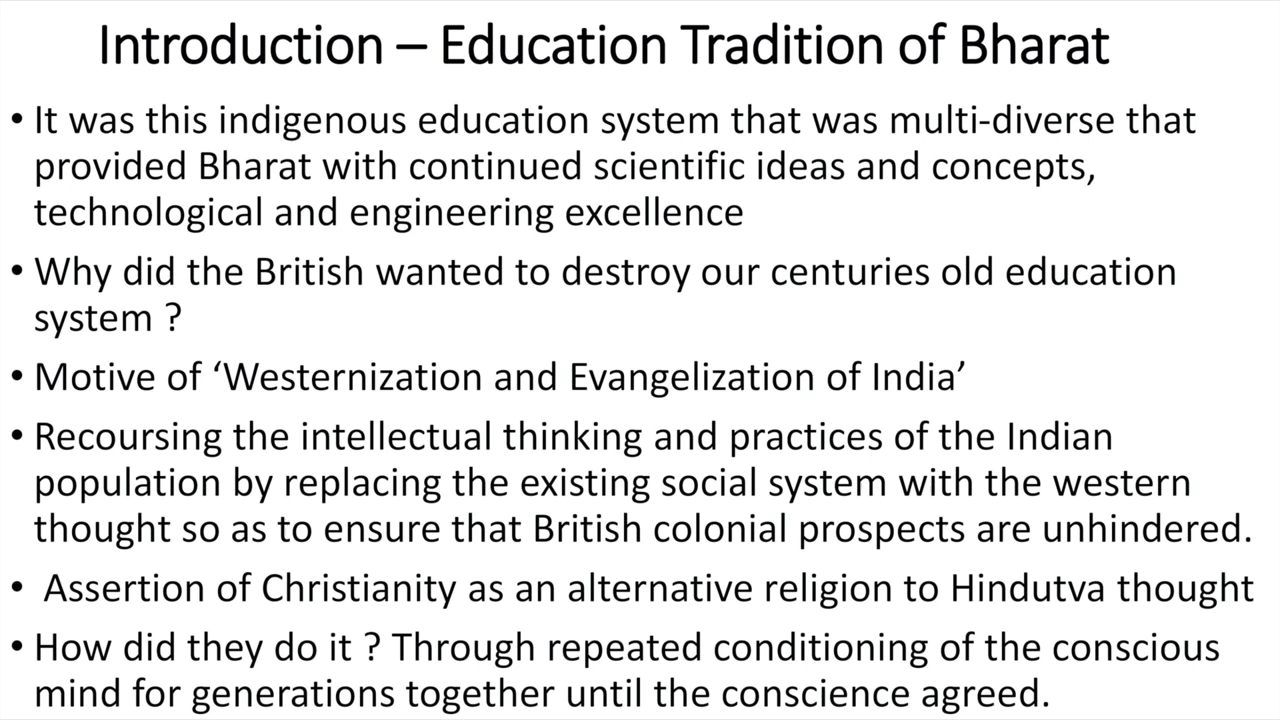 Introduction – Education Tradition of Bharat
• It was this indigenous education system that was multi-diverse that
provided Bharat with continued scientific ideas and concepts,
technological and engineering excellence
• Why did the British wanted to destroy our centuries old education
system ?
• Motive of ‘Westernization and Evangelization of India’
• Recoursing the intellectual thinking and practices of the Indian
population by replacing the existing social system with the western
thought so as to ensure that British colonial prospects are unhindered.
• Assertion of Christianity as an alternative religion to Hindutva thought
• How did they do it ? Through repeated conditioning of the conscious
mind for generations together until the conscience agreed.